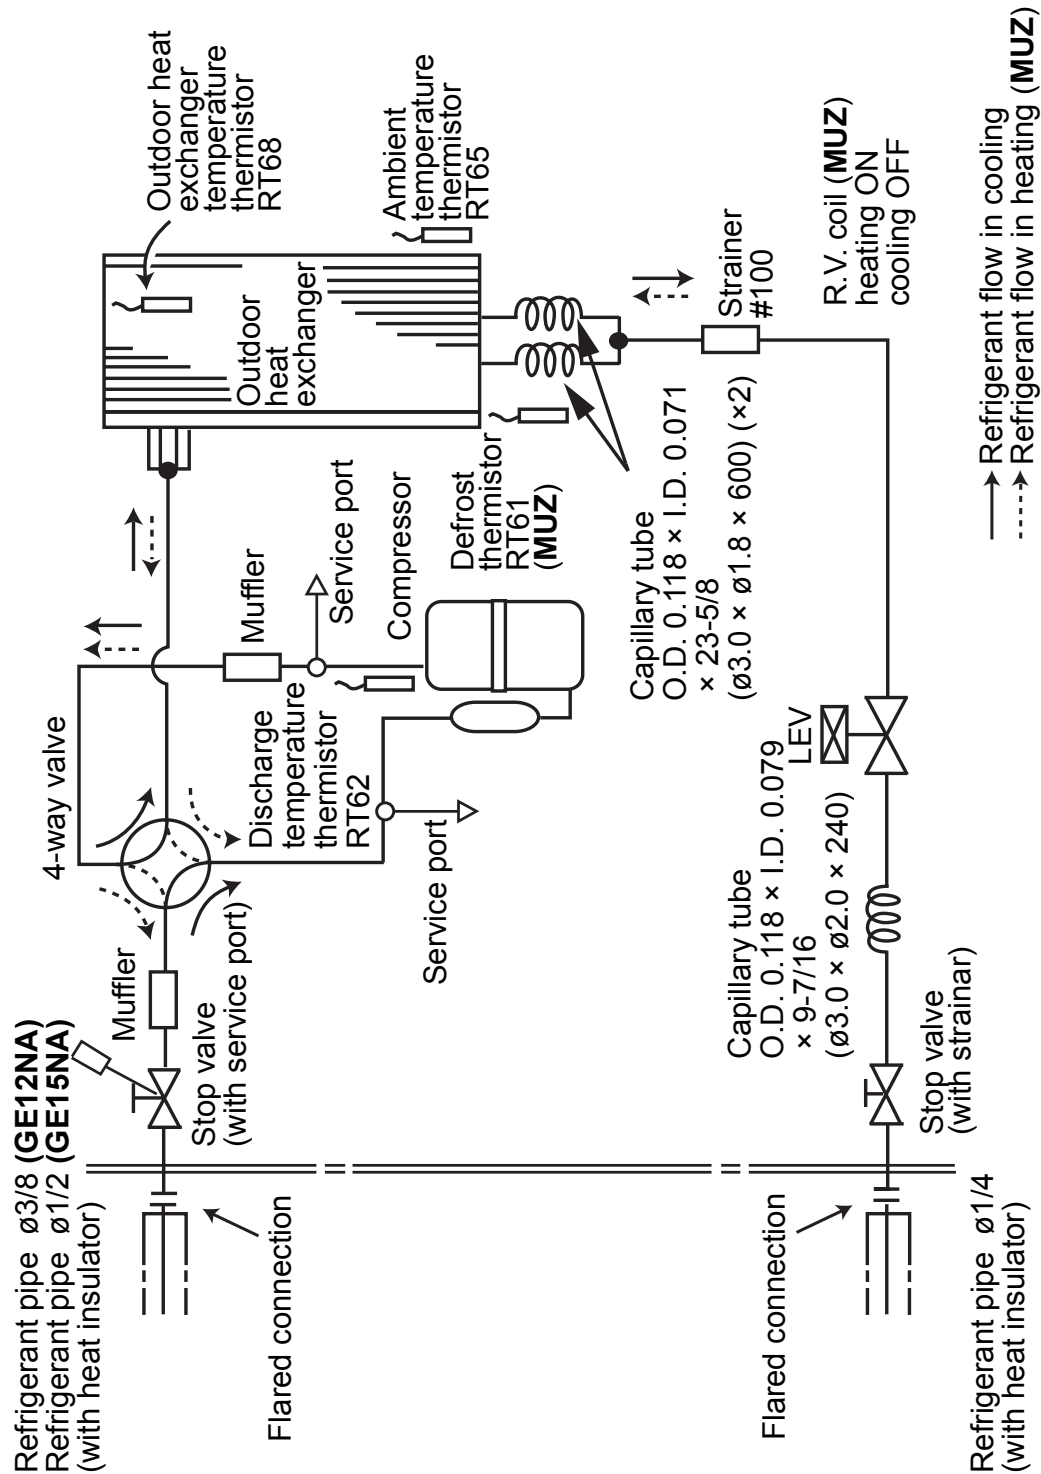 Refrigerant pipe ø3/8 (GE12NA)
Refrigerant pipe ø1/2 (GE15NA)
(with heat insulator)
4-way valve
Muffler
Stop valve
(with service port)
Flared connection
Outdoor heat
exchanger
temperature
thermistor
RT68
Outdoor
heat
exchanger
Ambient
temperature
thermistor
RT65
Muffler
Service port
Discharge
temperature
thermistor
RT62
Compressor
Service port
Defrost
thermistor
RT61
(MUZ)
Capillary tube
O.D. 0.118 × I.D. 0.071
× 23-5/8
(ø3.0 × ø1.8 × 600) (×2)
Strainer
#100
R.V. coil (MUZ)
heating ON
cooling OFF
LEV
Capillary tube
O.D. 0.118 × I.D. 0.079
× 9-7/16
(ø3.0 × ø2.0 × 240)
Stop valve
(with strainar)
Flared connection
Refrigerant pipe ø1/4
(with heat insulator)
Refrigerant flow in cooling
Refrigerant flow in heating (MUZ)